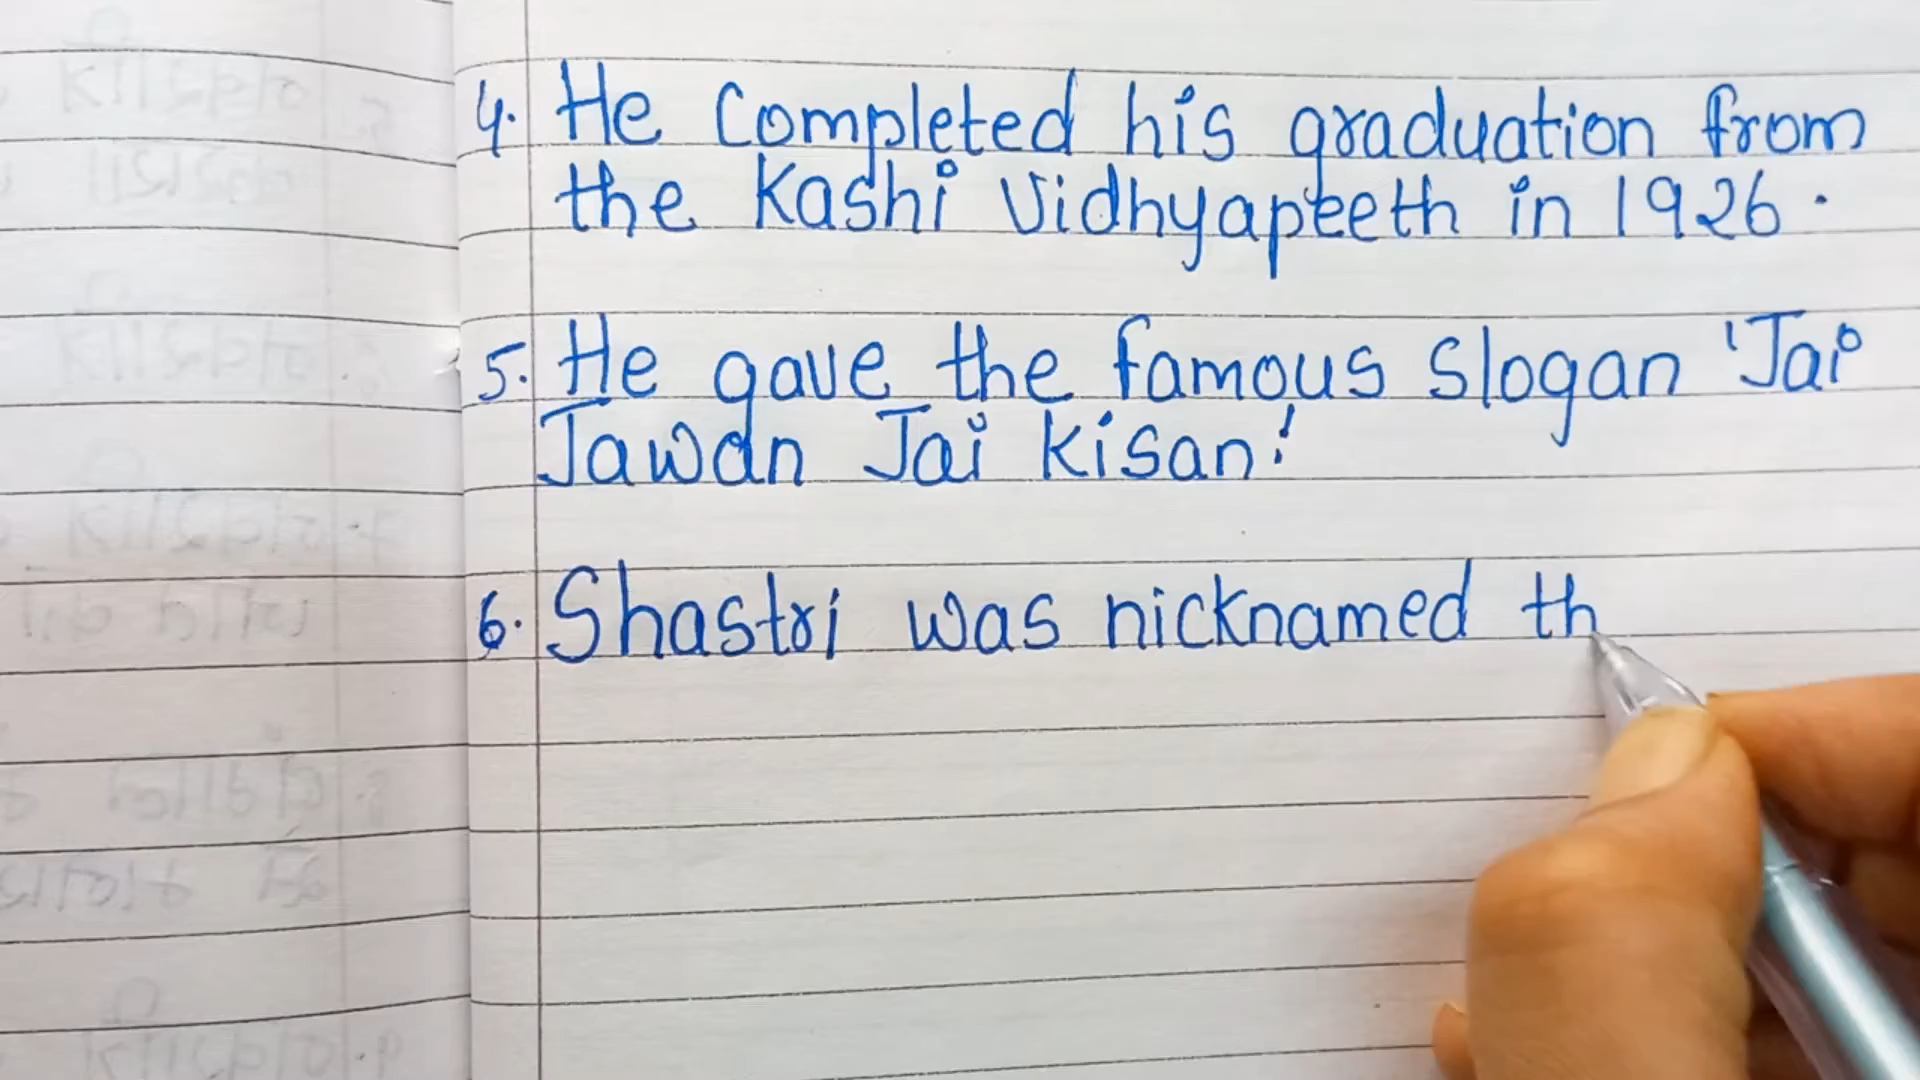 4. He Completed his graduation from
the Kashi Vidhyapeeth in 1926.
5. He gave the famous slogan 'Jai
Jawan Jai Kisan!
6. Shastri was nicknamed th